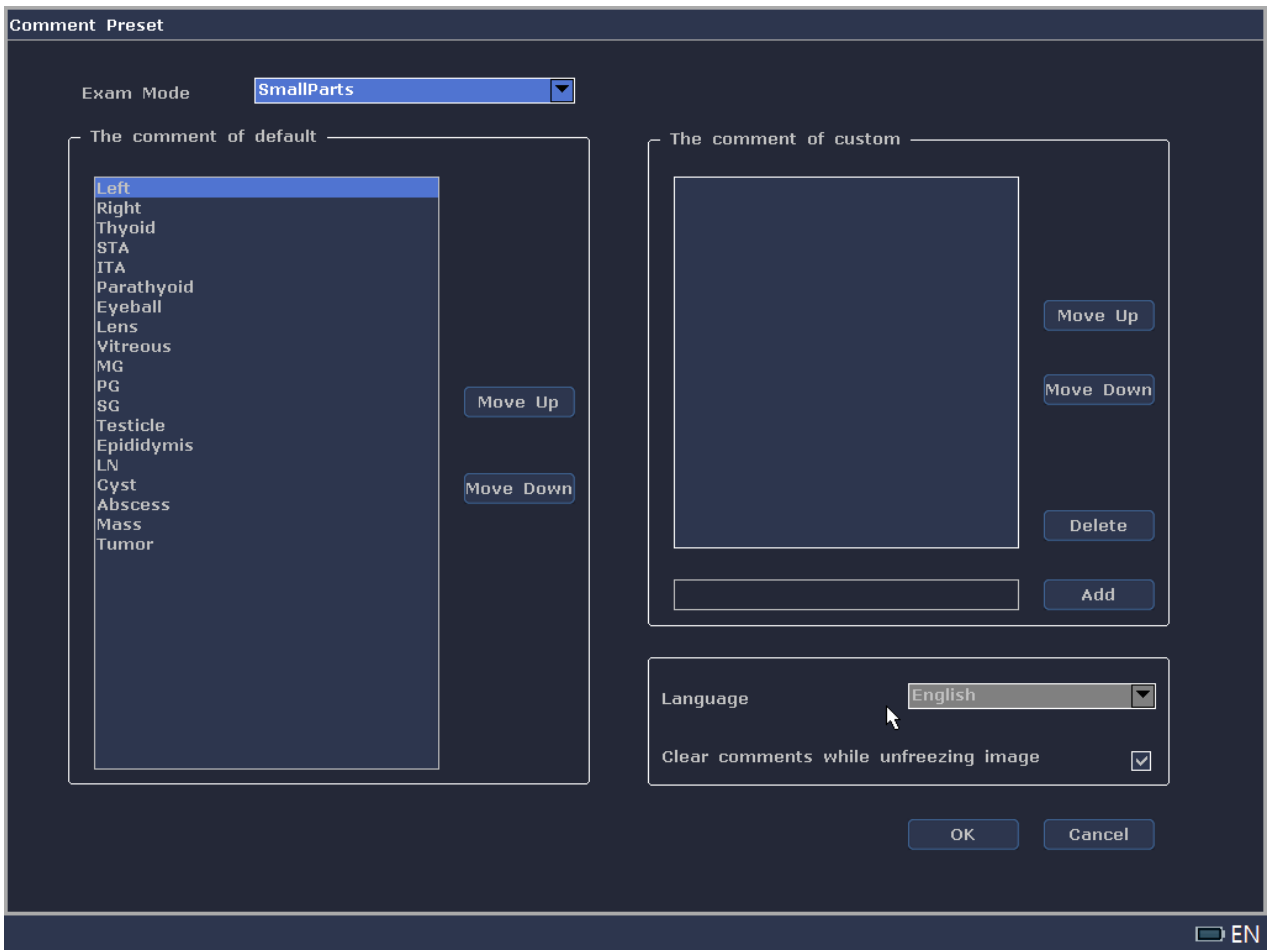 Comment Preset
Exam Mode
SmallParts
The comment of default
Left
Right
Thyoid
STA
ITA
Parathyoid
Eyeball
Lens
Vitreous
MG
PG
SG
Testicle
Epididymis
LN
Cyst
Abscess
Mass
Tumor
Move Up
Move Down
The comment of custom
Move Up
Move Down
Delete
Add
Language
English
Clear comments while unfreezing image
OK
Cancel
EN